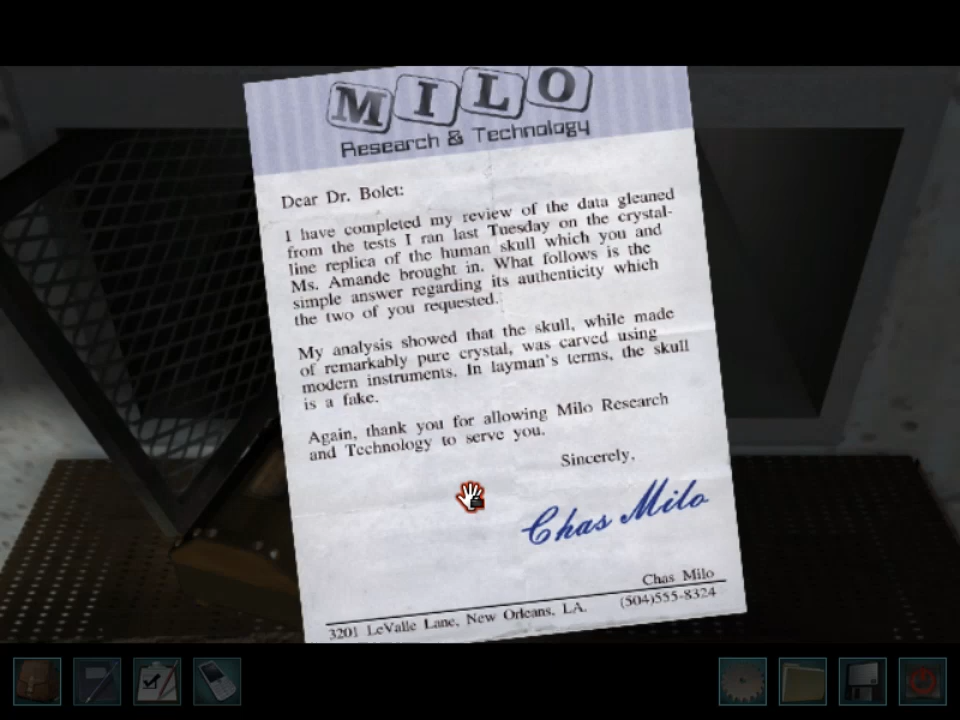 MILO
Research & Technology
Dear Dr. Bolet:
I have completed my review of the data gleaned
from the tests I ran last Tuesday on the crystal-
line replica of the human skull which you and
Ms. Amande brought in. What follows is the
simple answer regarding its authenticity which
the two of you requested.
My analysis showed that the skull, while made
of remarkably pure crystal, was carved using
modern instruments. In layman's terms, the skull
is a fake.
Again, thank you for allowing Milo Research
and Technology to serve you.
Sincerely,
Chas Milo
Chas Milo
3201 LeValle Lane, New Orleans, LA. (504)555-8324